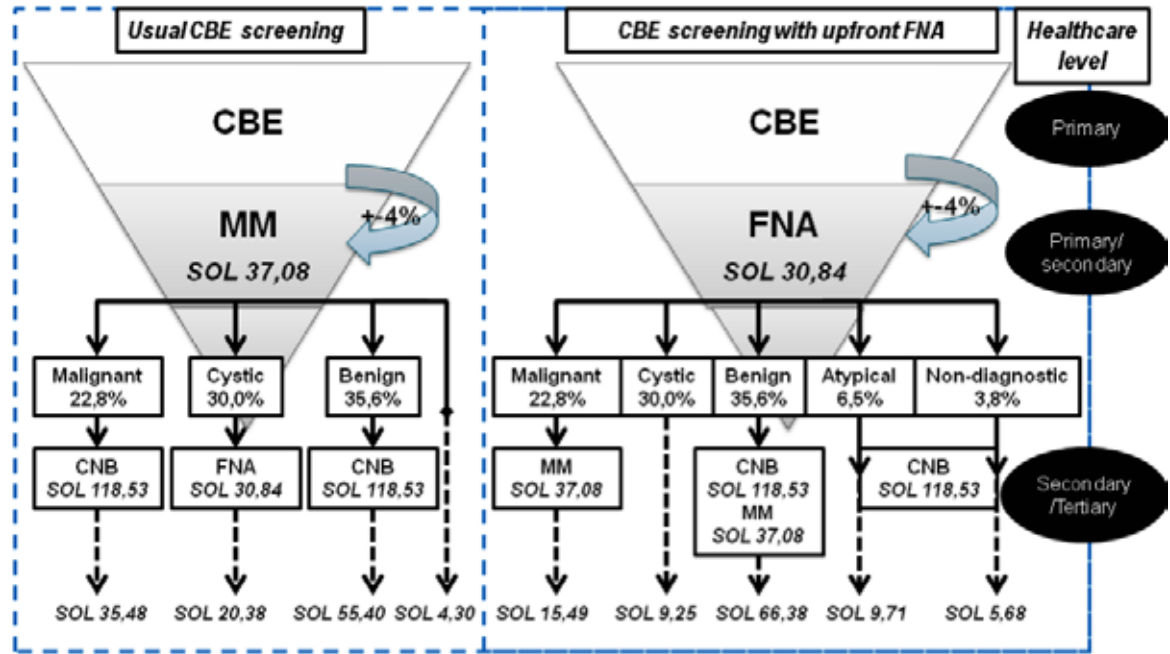 Usual CBE screening
CBE
+-4%
MM
SOL 37,08
Malignant
22,8%
Cystic
30,0%
Benign
35,6%
CNB
SOL 118,53
FNA
SOL 30,84
CNB
SOL 118,53
SOL 35,48
SOL 20,38
SOL 55,40
SOL 4,30
CBE screening with upfront FNA
CBE
+-4%
FNA
SOL 30,84
Malignant
22,8%
Cystic
30,0%
Benign
35,6%
Atypical
6,5%
Non-diagnostic
3,8%
MM
SOL 37,08
CNB
SOL 118,53
MM
SOL 37,08
CNB
SOL 118,53
SOL 15,49
SOL 9,25
SOL 66,38
SOL 9,71
SOL 5,68
Healthcare
level
Primary
Primary/
secondary
Secondary
/Tertiary